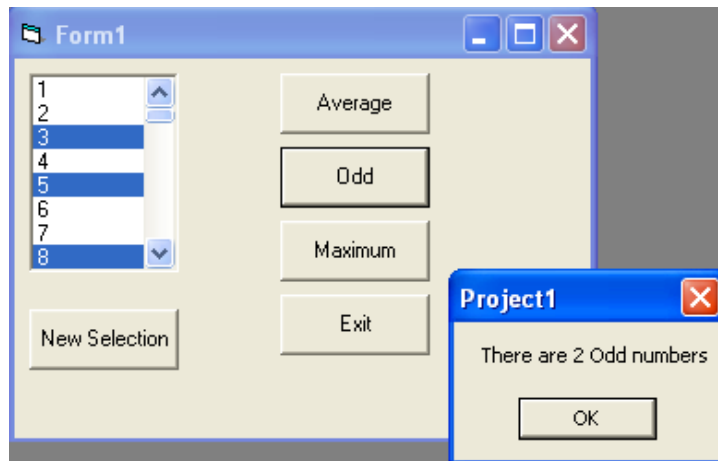 Form1
1
2
3
4
5
6
7
8
Average
Odd
Maximum
Exit
New Selection
Project1
There are 2 Odd numbers
OK